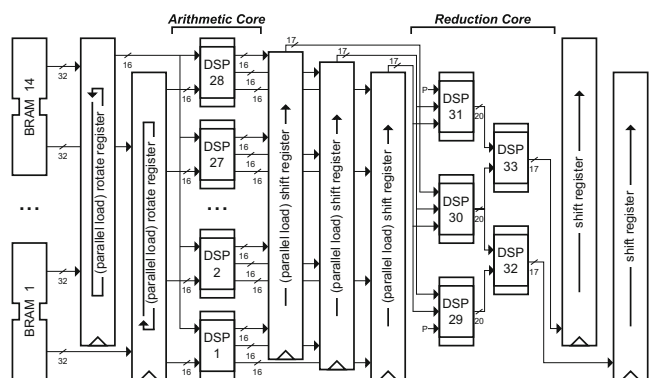 Arithmetic Core
Reduction Core
BRAM 14
32
32
...
BRAM 1
32
32
(parallel load) rotate register
(parallel load) rotate register
16
16
DSP 28
16
16
16
16
DSP 27
16
16
16
...
16
DSP 2
16
16
16
16
DSP 1
16
16
16
(parallel load) shift register
(parallel load) shift register
(parallel load) shift register
17
17
17
P
DSP 31
20
DSP 30
20
DSP 29
20
P
DSP 33
17
DSP 32
17
shift register
shift register